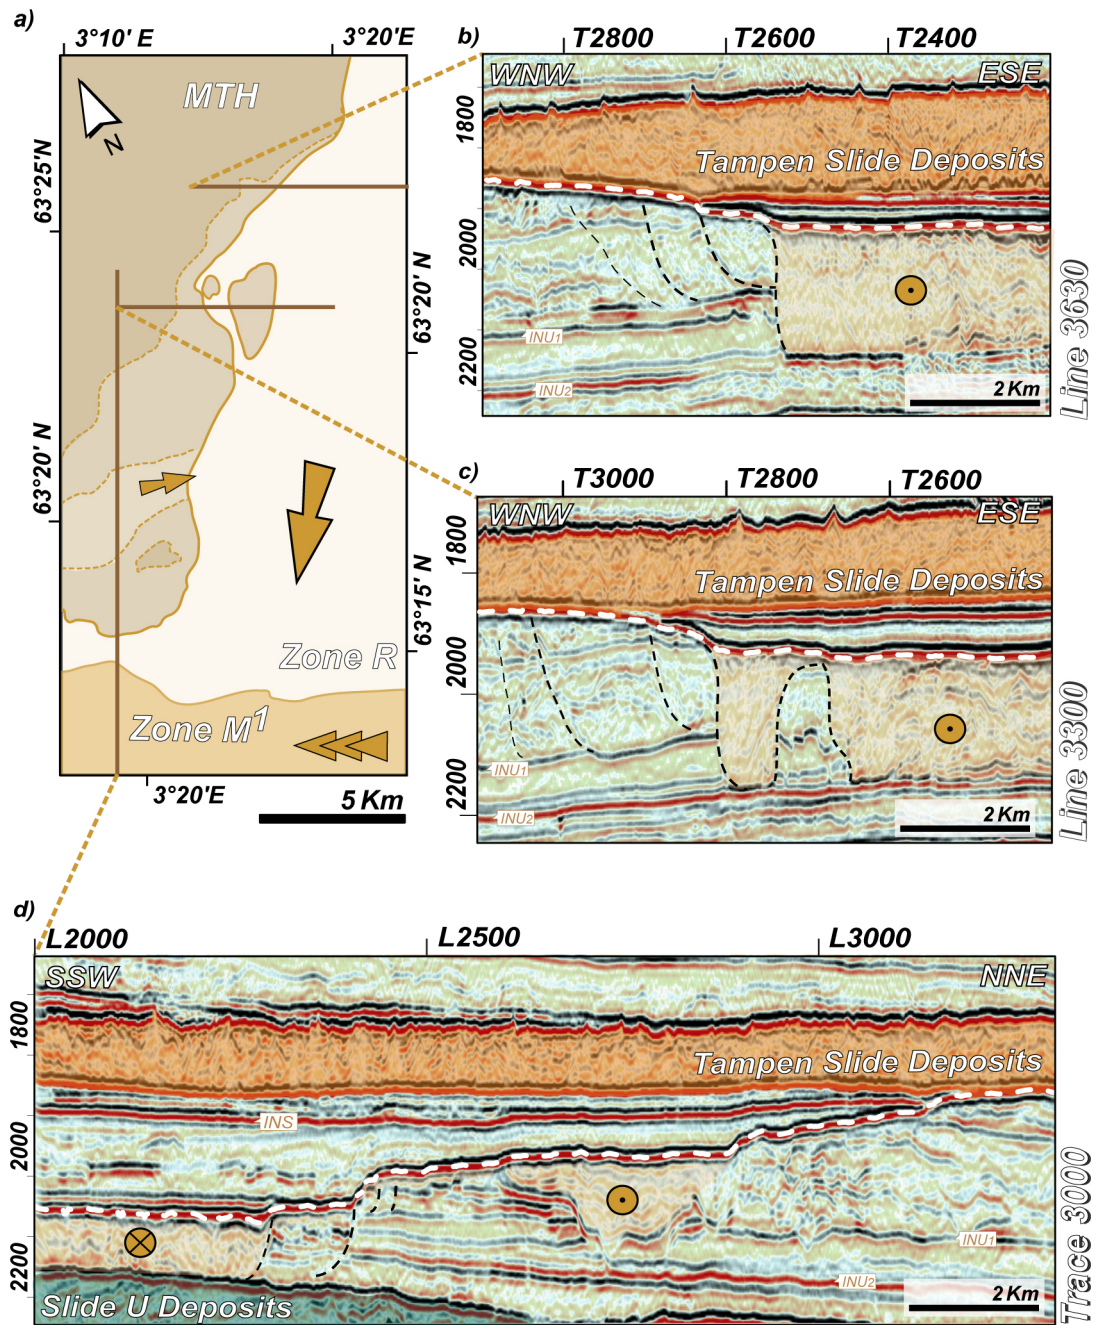 a)
3°10' E
3°20'E
MTH
N
63°25'N
63°20' N
63°20' N
63°15' N
Zone R
Zone M1
3°20'E
5 Km
b)
T2800
T2600
T2400
WNW
ESE
1800
2000
2200
Tampen Slide Deposits
INU1
INU2
2 Km
Line 3630
c)
T3000
T2800
T2600
WNW
ESE
1800
2000
2200
Tampen Slide Deposits
INU1
INU2
2 Km
Line 3300
d)
L2000
L2500
L3000
SSW
NNE
1800
2000
2200
Tampen Slide Deposits
INS
INU1
INU2
Slide U Deposits
2 Km
Trace 3000